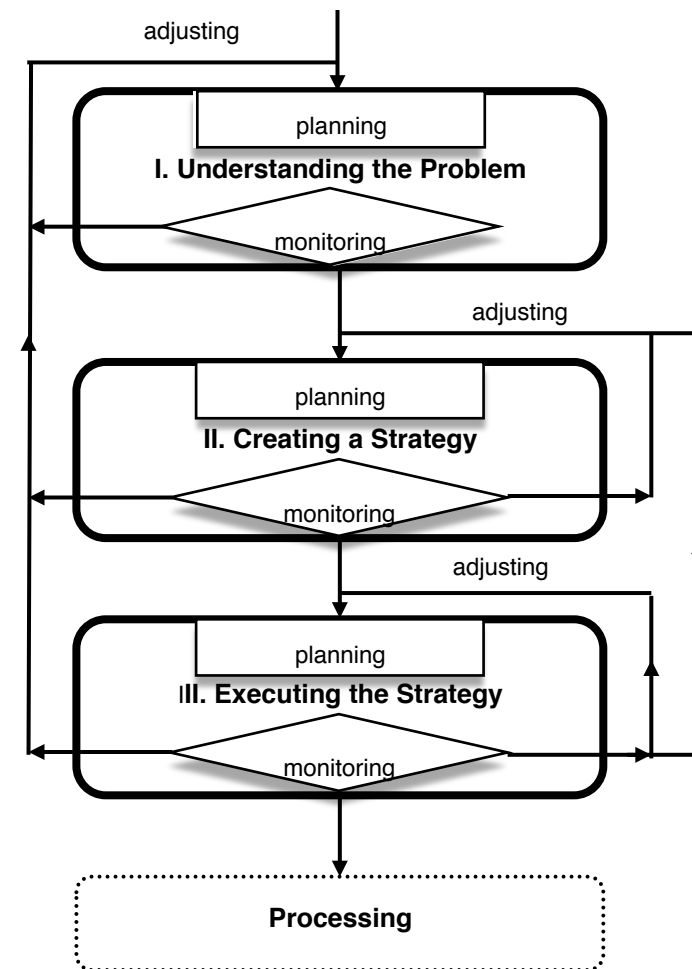 adjusting
planning
I. Understanding the Problem
monitoring
adjusting
planning
II. Creating a Strategy
monitoring
adjusting
planning
III. Executing the Strategy
monitoring
Processing